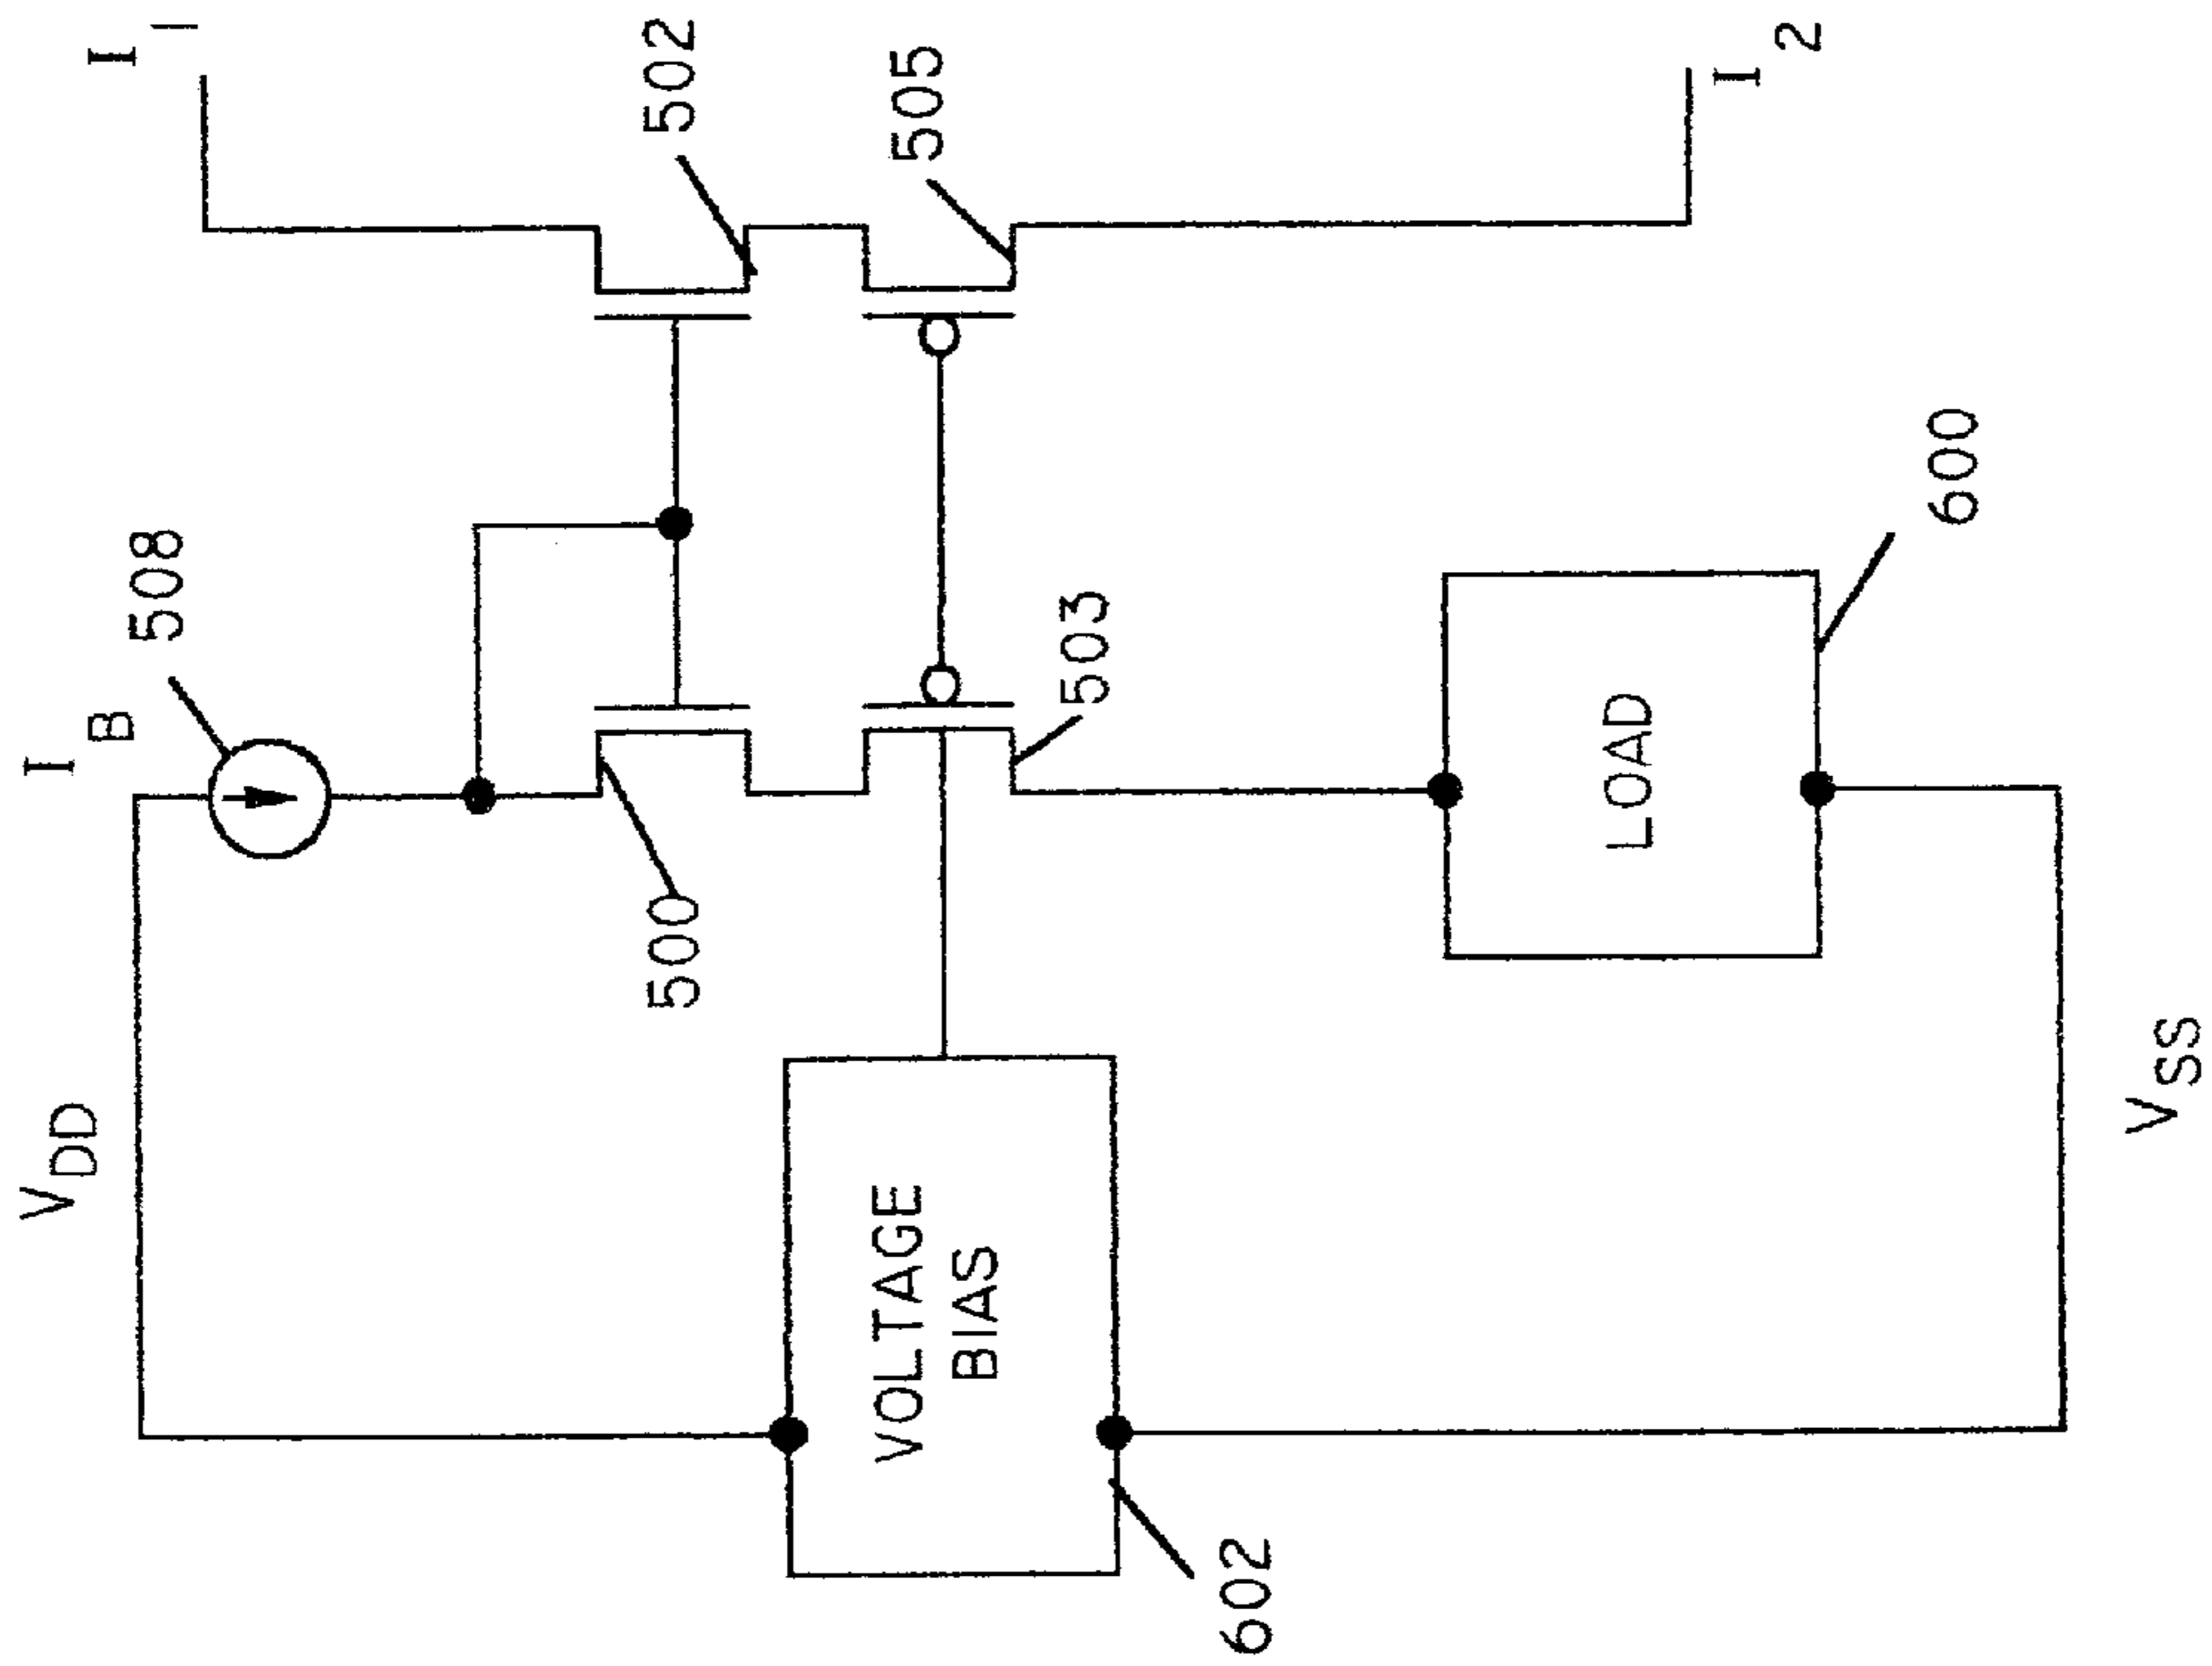 V_DD
I_B
508
I_1
502
505
500
503
VOLTAGE
BIAS
602
LOAD
600
V_SS
I_2